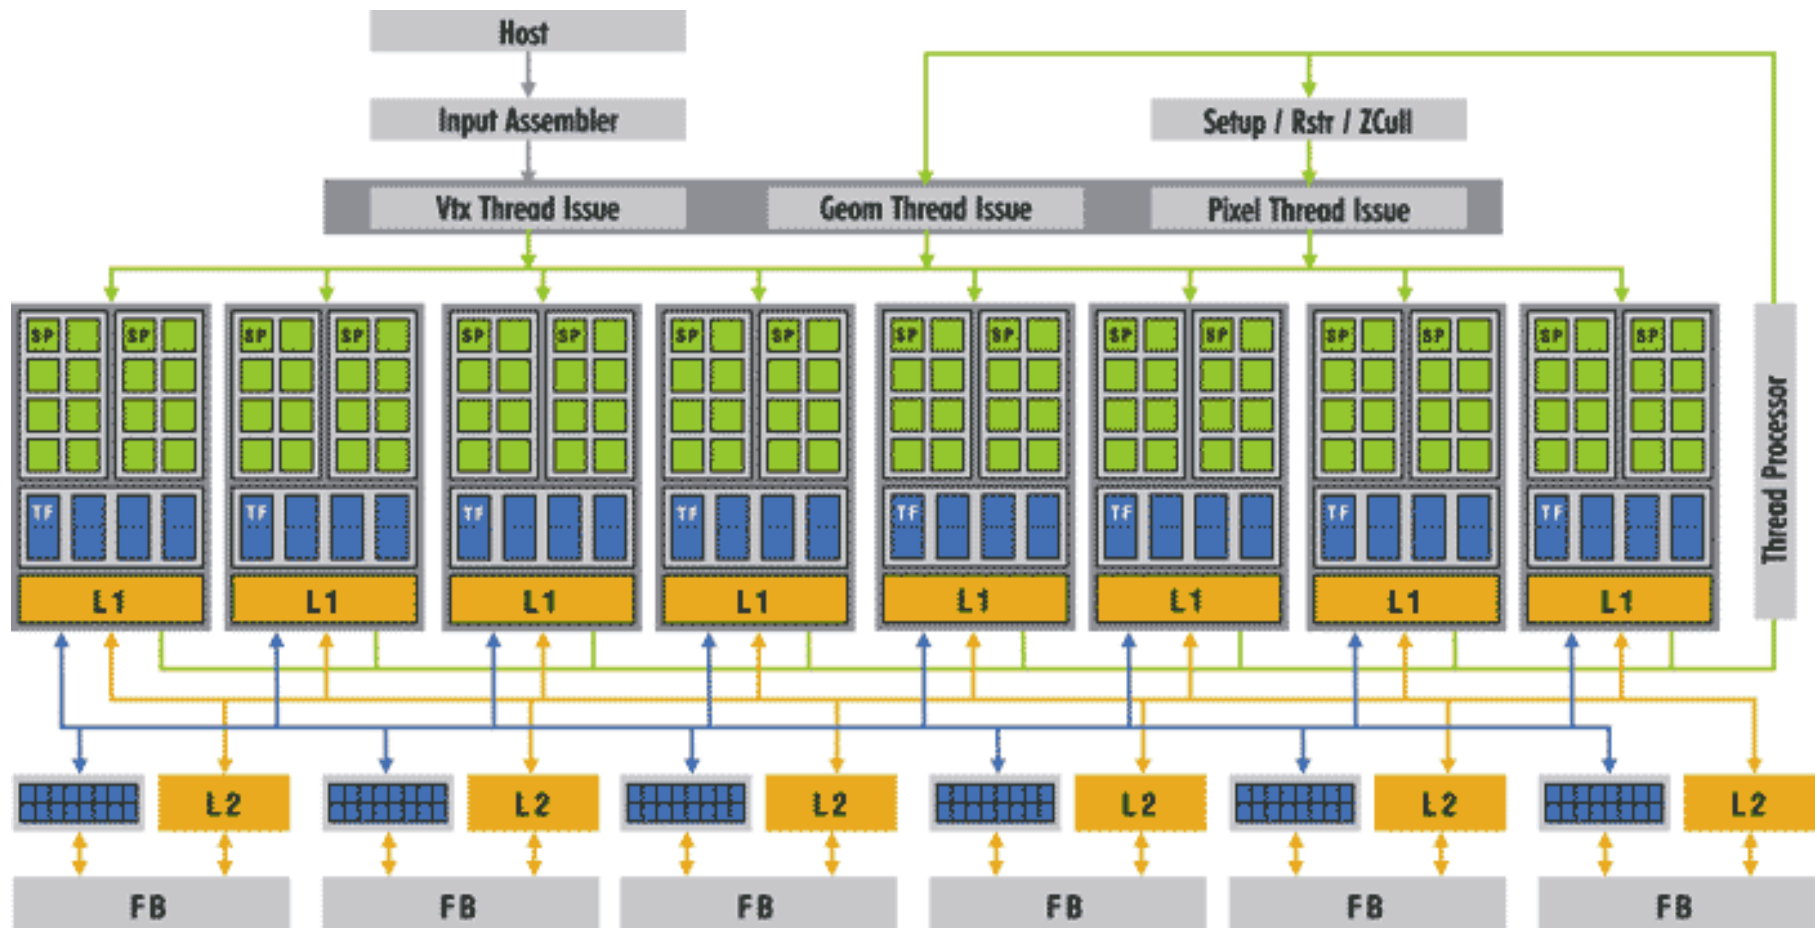 Host
Input Assembler
Setup / Rstr / ZCull
Vtx Thread Issue
Geom Thread Issue
Pixel Thread Issue
SP SP SP SP SP SP SP SP SP SP SP SP SP SP SP SP
Thread Processor
TF TF TF TF TF TF TF TF
L1 L1 L1 L1 L1 L1 L1 L1
L2 L2 L2 L2 L2 L2
FB FB FB FB FB FB